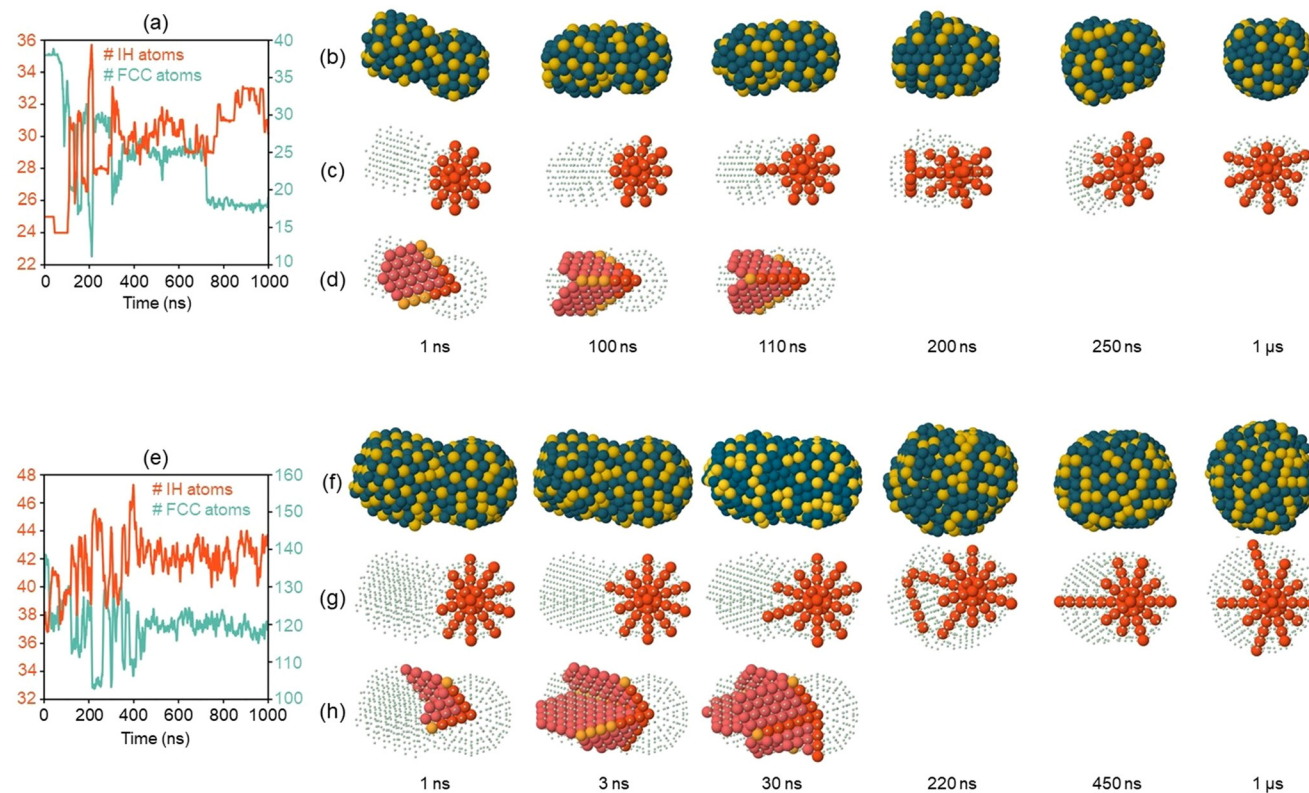 (a)
36
34
32
30
28
26
24
22
# IH atoms
# FCC atoms
40
35
30
25
20
15
10
0 200 400 600 800 1000
Time (ns)
(b)
(c)
(d)
1 ns 100 ns 110 ns 200 ns 250 ns 1 µs
(e)
48
46
44
42
40
38
36
34
32
# IH atoms
# FCC atoms
160
150
140
130
120
110
100
0 200 400 600 800 1000
Time (ns)
(f)
(g)
(h)
1 ns 3 ns 30 ns 220 ns 450 ns 1 µs